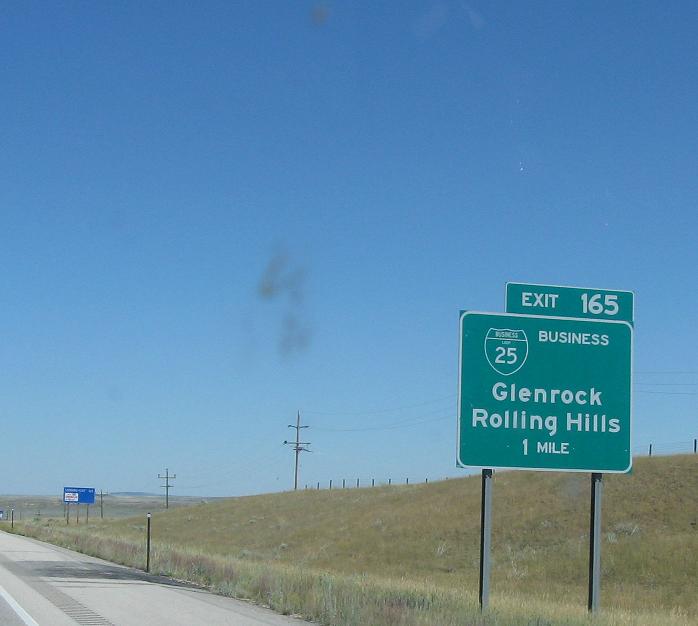 EXIT 165
BUSINESS
LOOP
25
BUSINESS
Glenrock
Rolling Hills
1 MILE